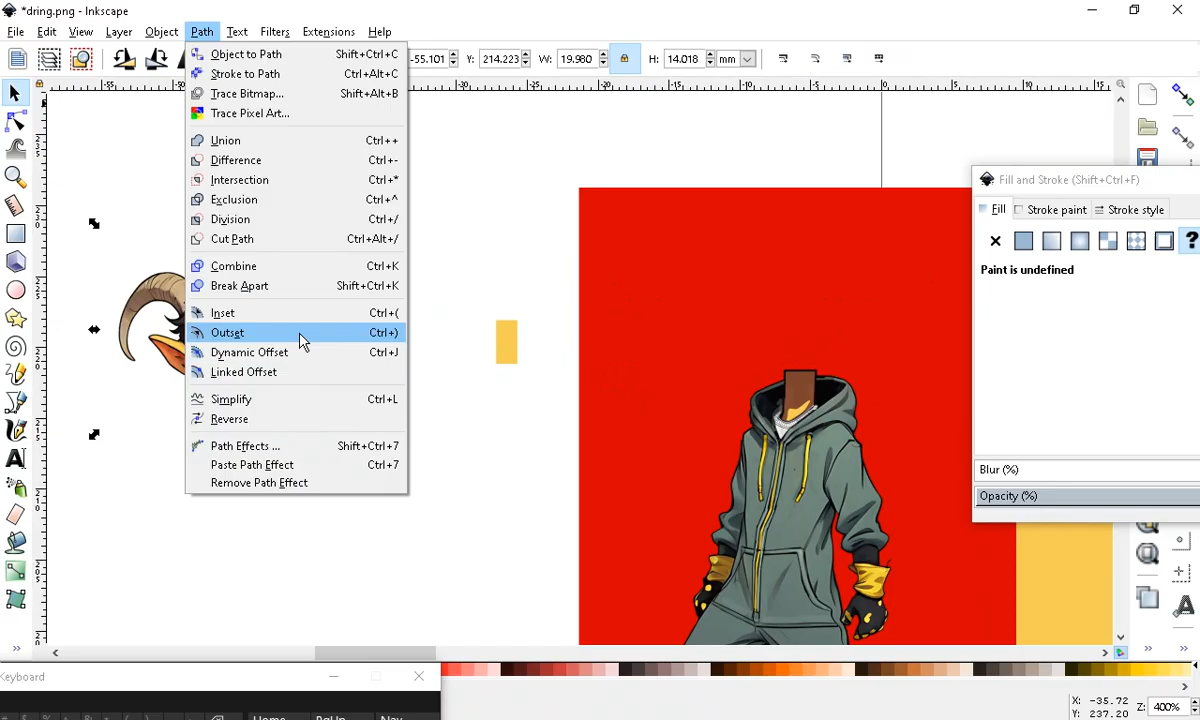 *dring.png - Inkscape
File Edit View Layer Object Path Text Filters Extensions Help
-55.101 Y: 214.223 W: 19.980 H: 14.018 mm
Object to Path Shift+Ctrl+C
Stroke to Path Ctrl+Alt+C
Trace Bitmap... Shift+Alt+B
Trace Pixel Art...
Union Ctrl++
Difference Ctrl+-
Intersection Ctrl+*
Exclusion Ctrl+^
Division Ctrl+/
Cut Path Ctrl+Alt+/
Combine Ctrl+K
Break Apart Shift+Ctrl+K
Inset Ctrl+(
Outset Ctrl+)
Dynamic Offset Ctrl+J
Linked Offset
Simplify Ctrl+L
Reverse
Path Effects ... Shift+Ctrl+7
Paste Path Effect Ctrl+7
Remove Path Effect
Fill and Stroke (Shift+Ctrl+F)
Fill Stroke paint Stroke style
Paint is undefined
Blur (%)
Opacity (%)
Keyboard
Home PgUp Nav
X: -35.72
Y: 237.20
Z: 400%